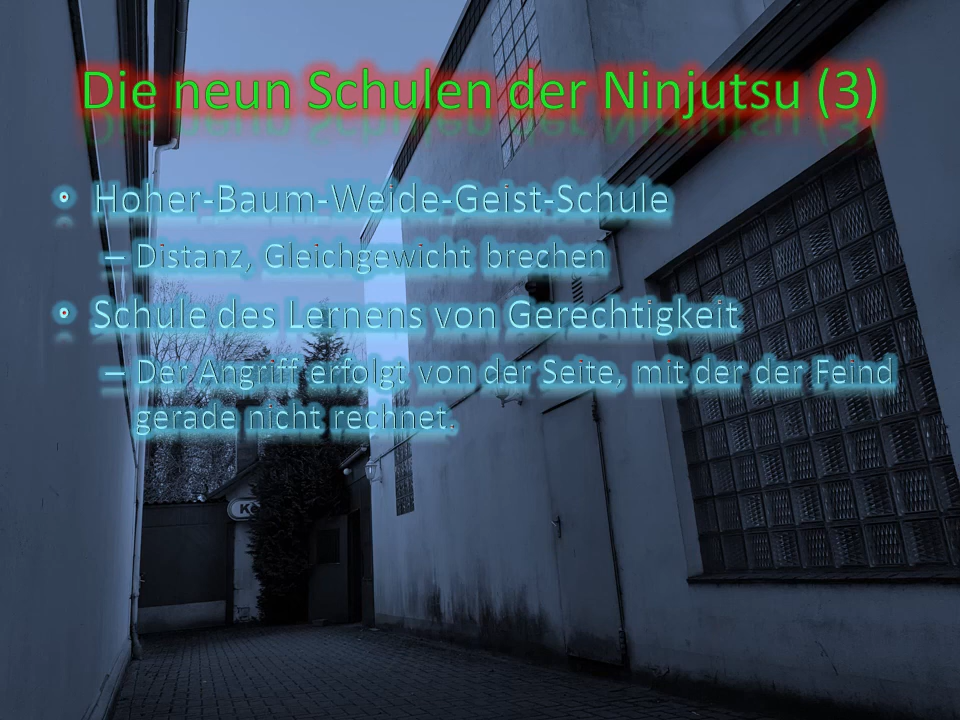 Die neun Schulen der Ninjutsu (3)
• Hoher-Baum-Weide-Geist-Schule
– Distanz, Gleichgewicht brechen
• Schule des Lernens von Gerechtigkeit
– Der Angriff erfolgt von der Seite, mit der der Feind
gerade nicht rechnet.